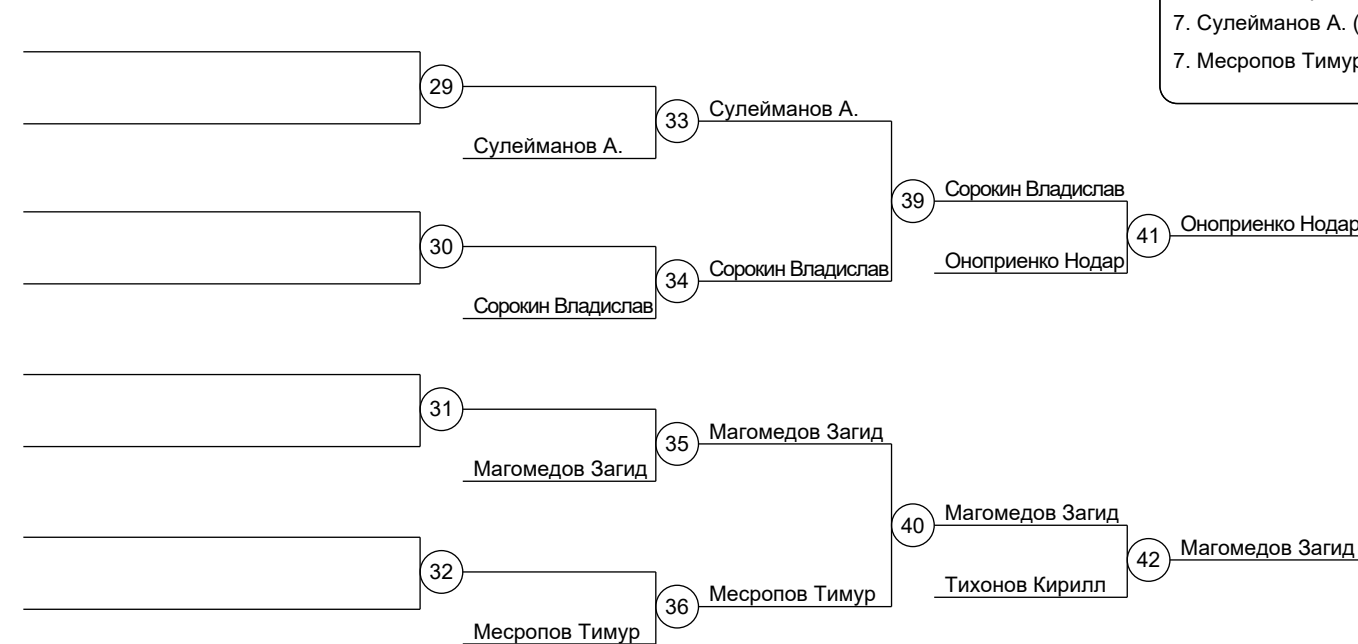 7. Сулейманов А. (
7. Месропов Тимур
29
33
Сулейманов А.
Сулейманов А.
39
Сорокин Владислав
30
34
Сорокин Владислав
Сорокин Владислав
Оноприенко Нодар
41
Оноприенко Нодар
31
35
Магомедов Загид
Магомедов Загид
40
Магомедов Загид
32
36
Месропов Тимур
Месропов Тимур
Тихонов Кирилл
42
Магомедов Загид